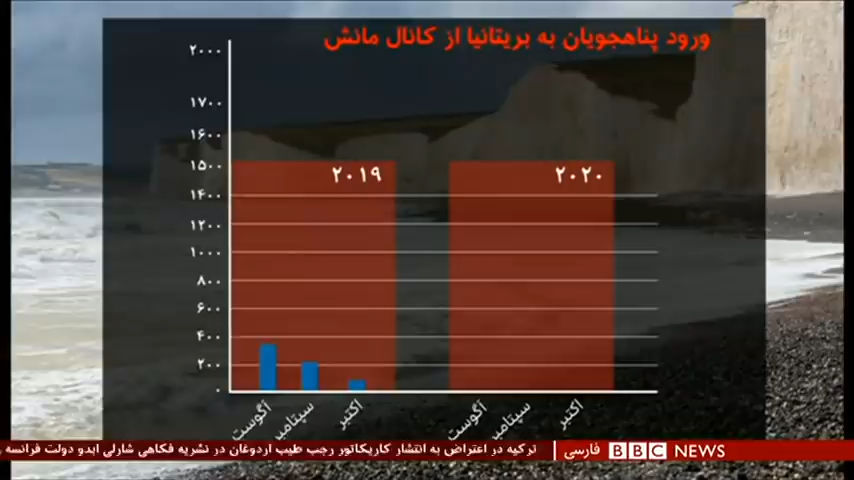 ورود پناهجویان به بریتانیا از کانال مانش
۲۰۰۰
۱۷۰۰
۱۶۰۰
۱۵۰۰
۱۴۰۰
۱۲۰۰
۱۰۰۰
۸۰۰
۶۰۰
۴۰۰
۲۰۰
۰
۲۰۱۹
۲۰۲۰
آگوست
سپتامبر
اکتبر
آگوست
سپتامبر
اکتبر
BBC NEWS فارسی
ترکیه در اعتراض به انتشار کاریکاتور رجب طیب اردوغان در نشریه فکاهی شارلی ابدو دولت فرانسه